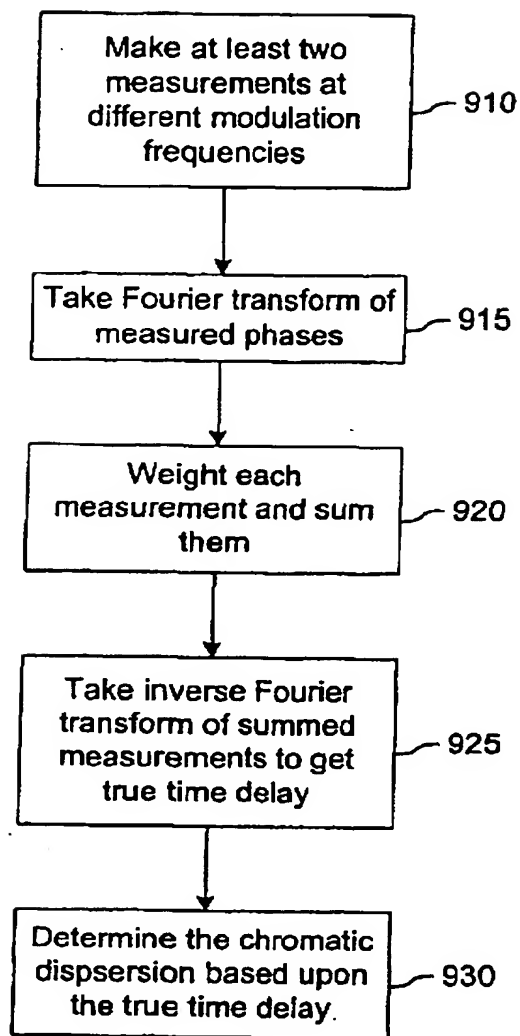 Make at least two
measurements at
different modulation
frequencies
910
Take Fourier transform of
measured phases
915
Weight each
measurement and sum
them
920
Take inverse Fourier
transform of summed
measurements to get
true time delay
925
Determine the chromatic
dispsersion based upon
the true time delay.
930